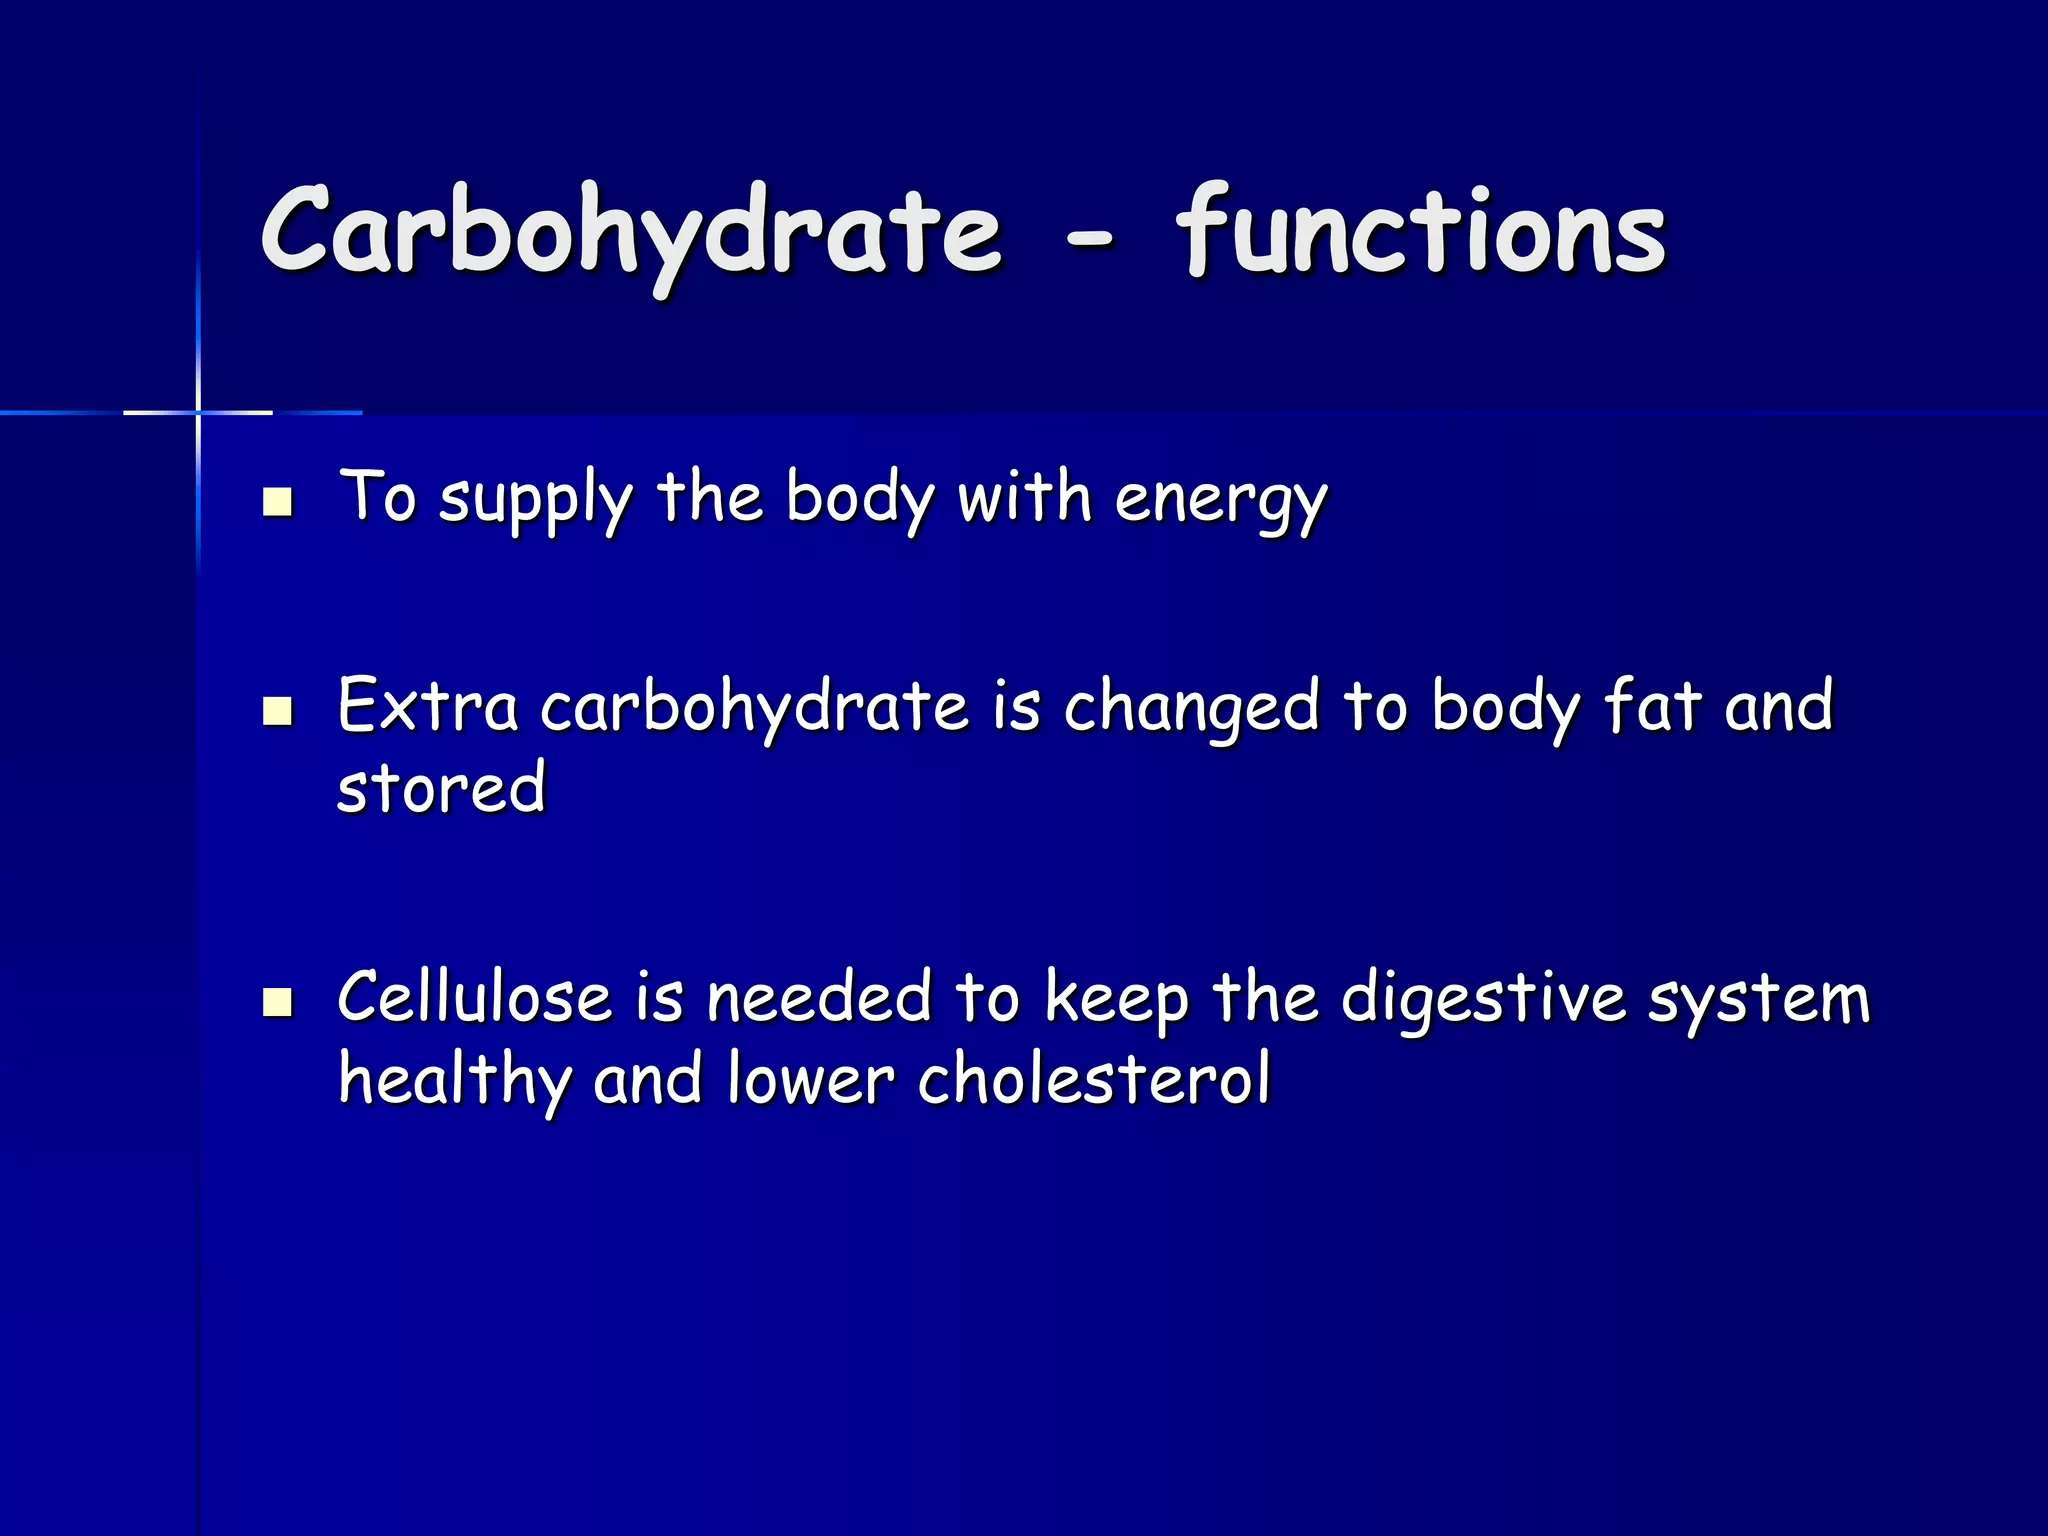 Carbohydrate - functions
To supply the body with energy
Extra carbohydrate is changed to body fat and
stored
Cellulose is needed to keep the digestive system
healthy and lower cholesterol